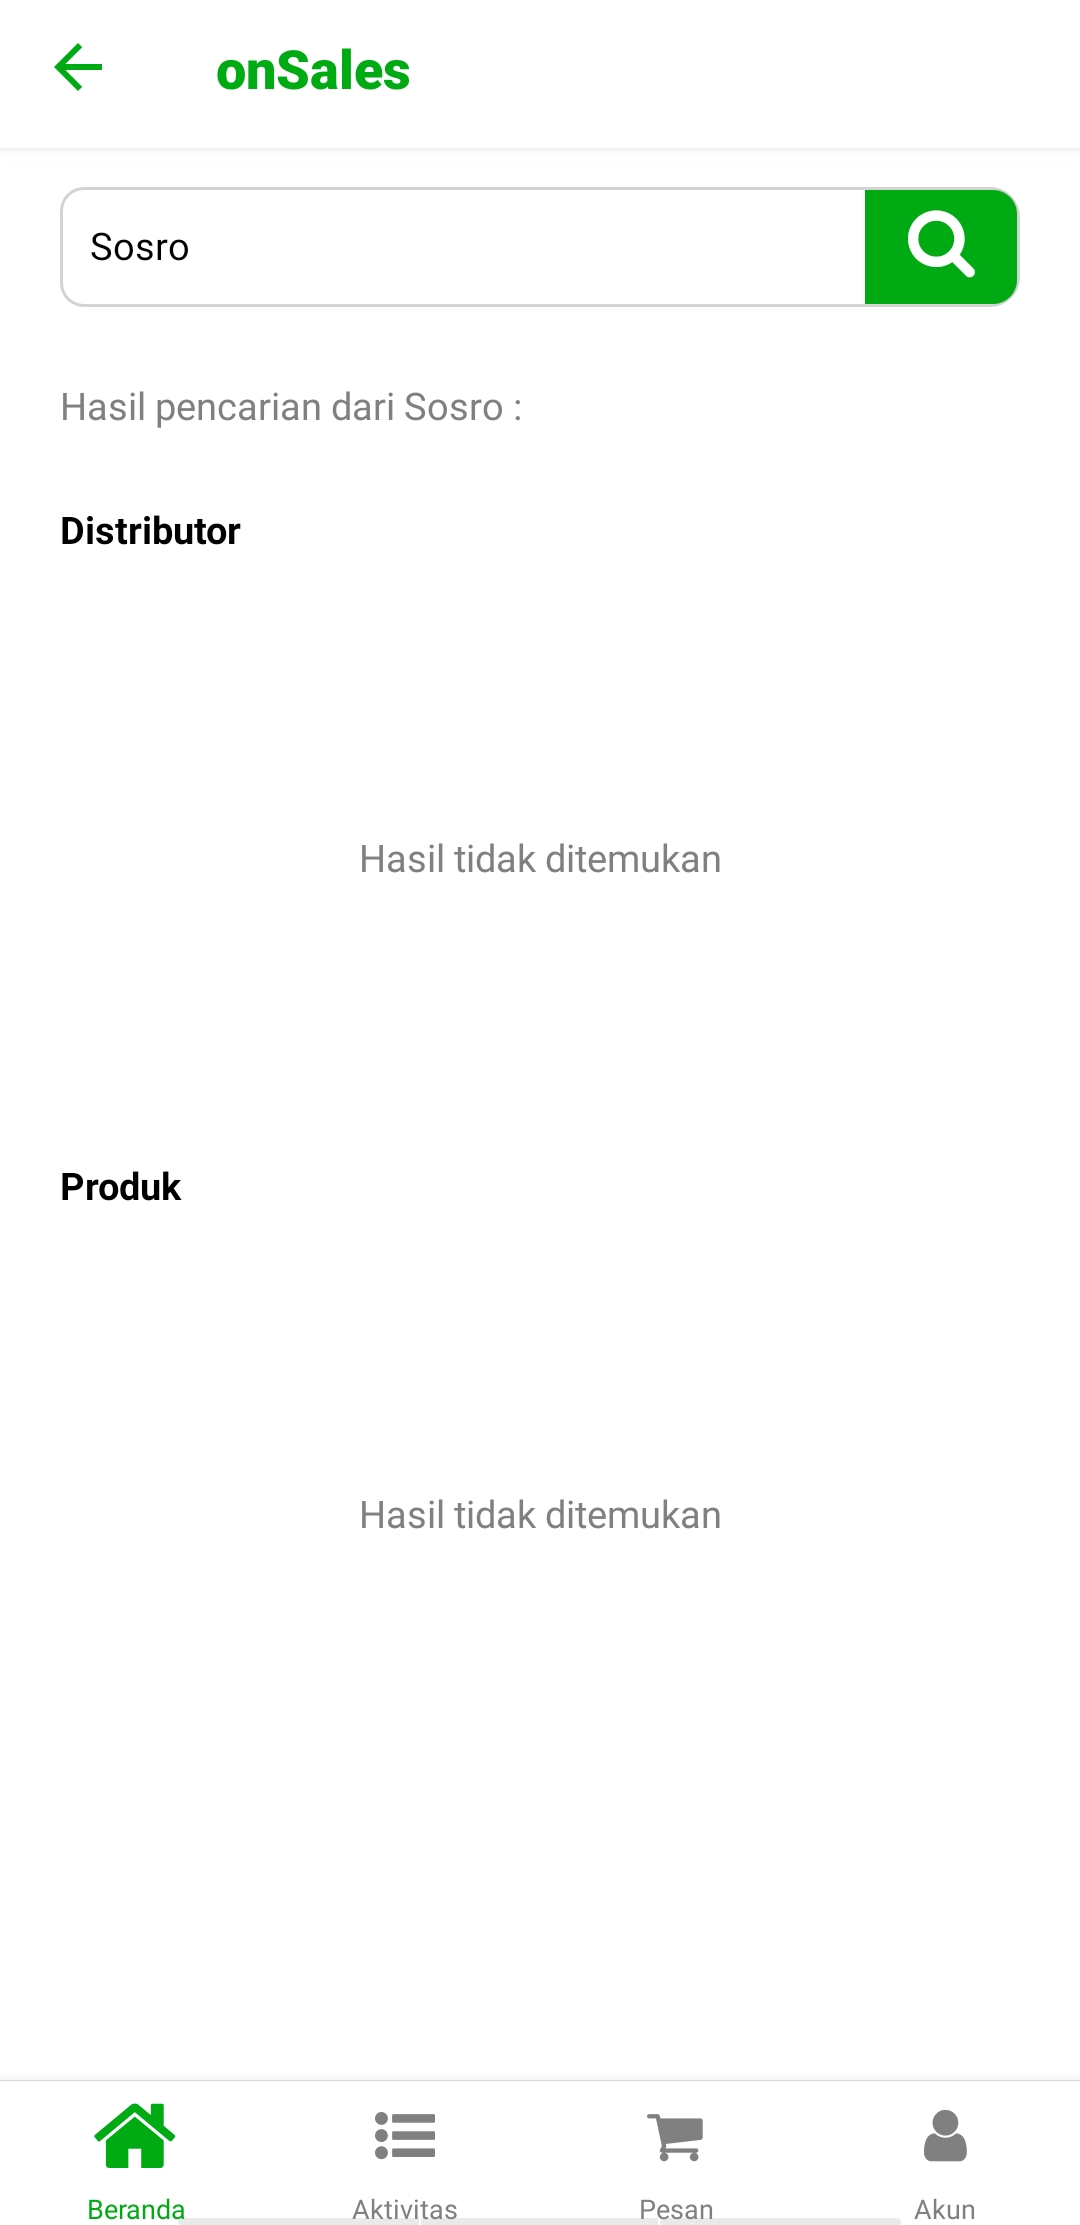 onSales
Sosro
Hasil pencarian dari Sosro :
Distributor
Hasil tidak ditemukan
Produk
Hasil tidak ditemukan
Beranda
Aktivitas
Pesan
Akun